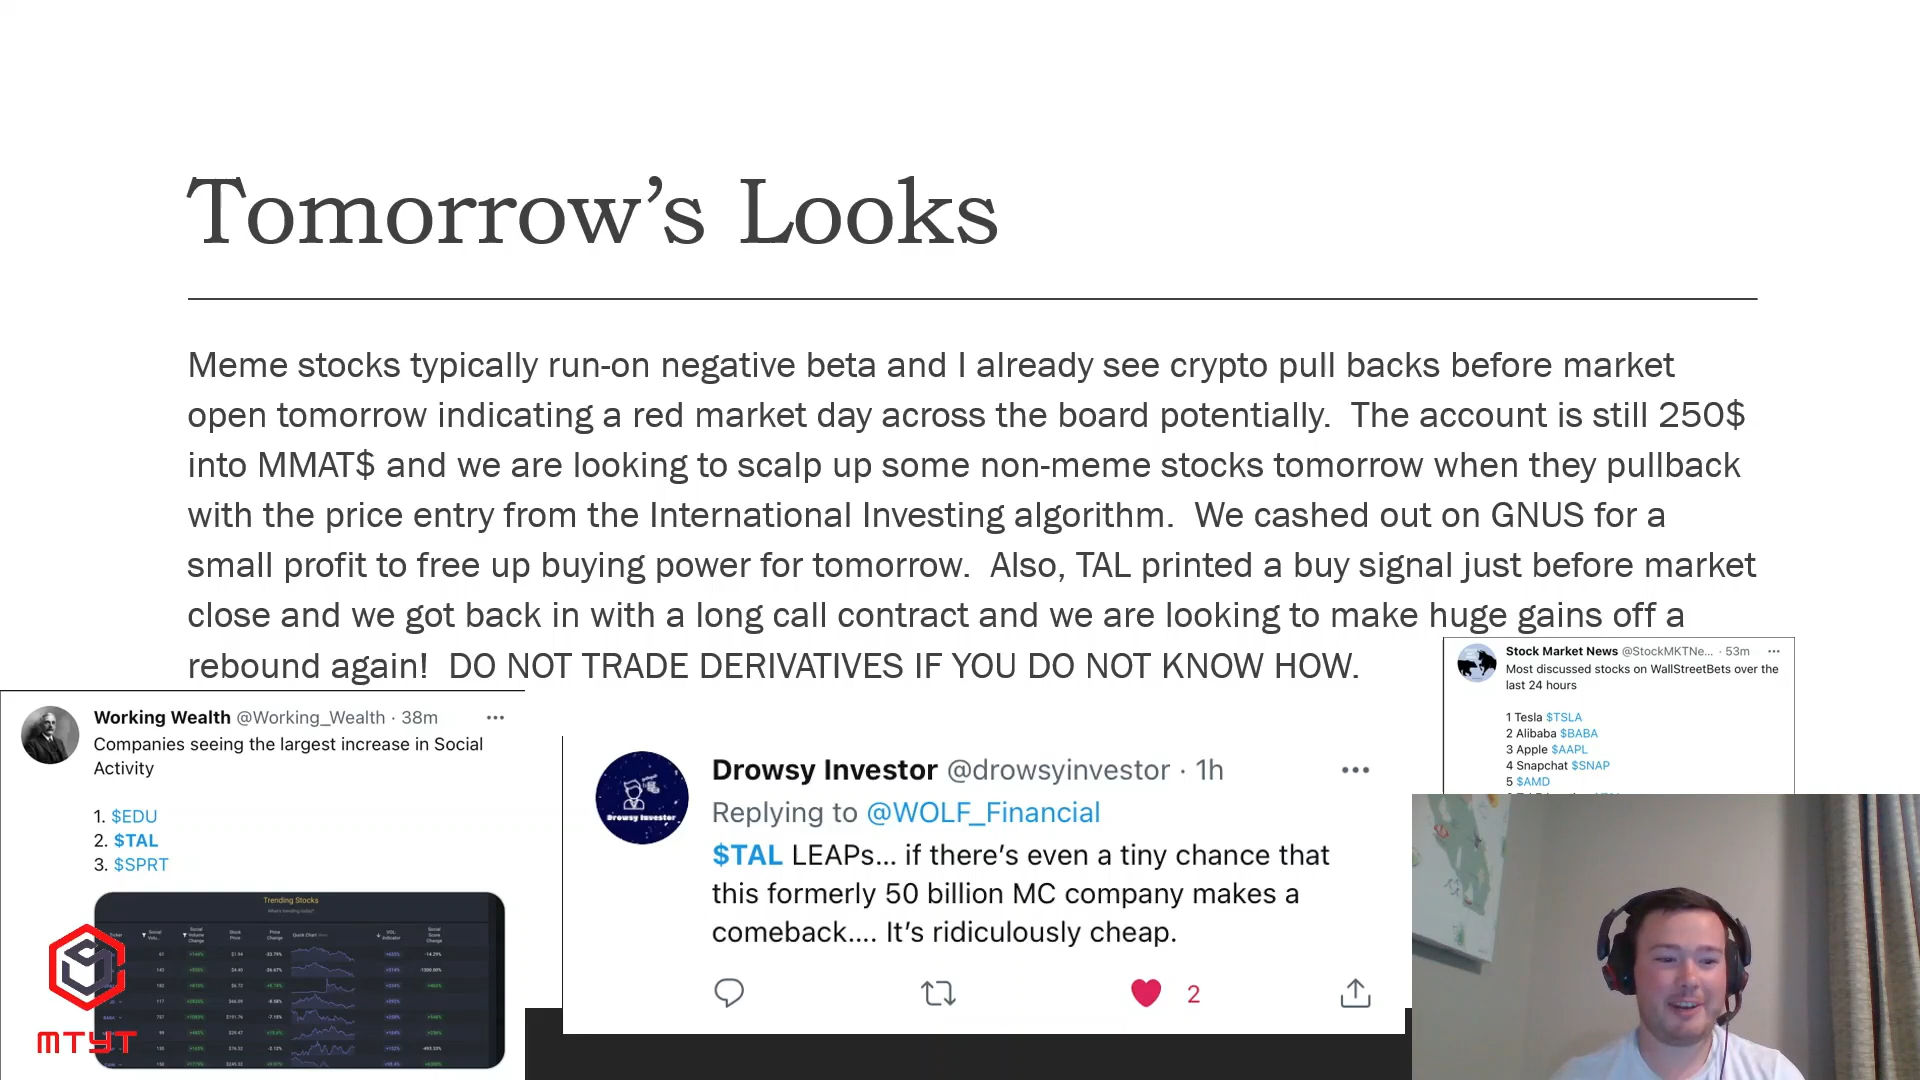 Tomorrow’s Looks
Meme stocks typically run-on negative beta and I already see crypto pull backs before market
open tomorrow indicating a red market day across the board potentially.  The account is still 250$
into MMAT$ and we are looking to scalp up some non-meme stocks tomorrow when they pullback
with the price entry from the International Investing algorithm.  We cashed out on GNUS for a
small profit to free up buying power for tomorrow.  Also, TAL printed a buy signal just before market
close and we got back in with a long call contract and we are looking to make huge gains off a
rebound again!  DO NOT TRADE DERIVATIVES IF YOU DO NOT KNOW HOW.
Working Wealth @Working_Wealth · 38m
Companies seeing the largest increase in Social
Activity
1. $EDU
2. $TAL
3. $SPRT
Trending Stocks
MTYT
Drowsy Investor @drowsyinvestor · 1h
Replying to @WOLF_Financial
$TAL LEAPs... if there’s even a tiny chance that
this formerly 50 billion MC company makes a
comeback.... It’s ridiculously cheap.
2
Drowsy Investor
Stock Market News @StockMKTNe... · 53m
Most discussed stocks on WallStreetBets over the
last 24 hours
1 Tesla $TSLA
2 Alibaba $BABA
3 Apple $AAPL
4 Snapchat $SNAP
5 $AMD